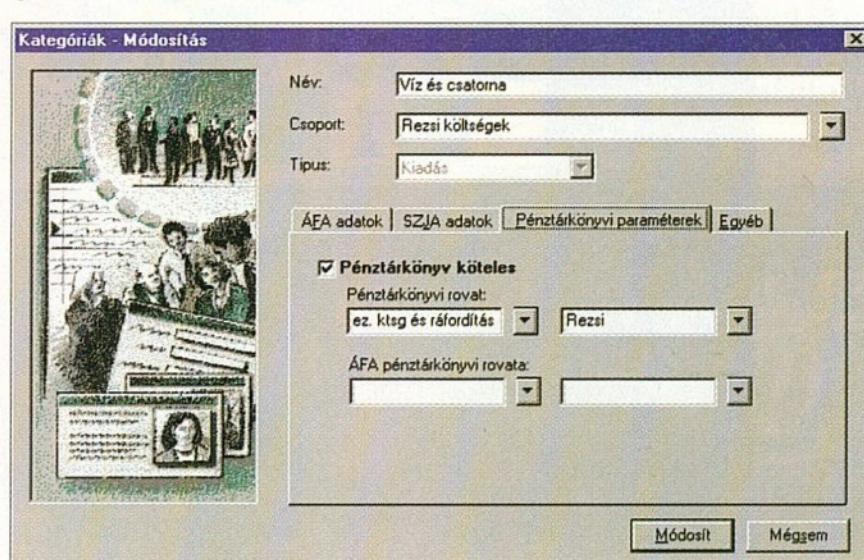 Kategóriák - Módosítás
Név: Víz és csatorna
Csoport: Rezsi költségek
Típus: Kiadás
ÁFA adatok SZJA adatok Pénztárkönyvi paraméterek Egyéb
Pénztárkönyv köteles
Pénztárkönyvi rovat:
ez. ktsg és ráfordítás Rezsi
ÁFA pénztárkönyvi rovata:
Módosít Mégsem